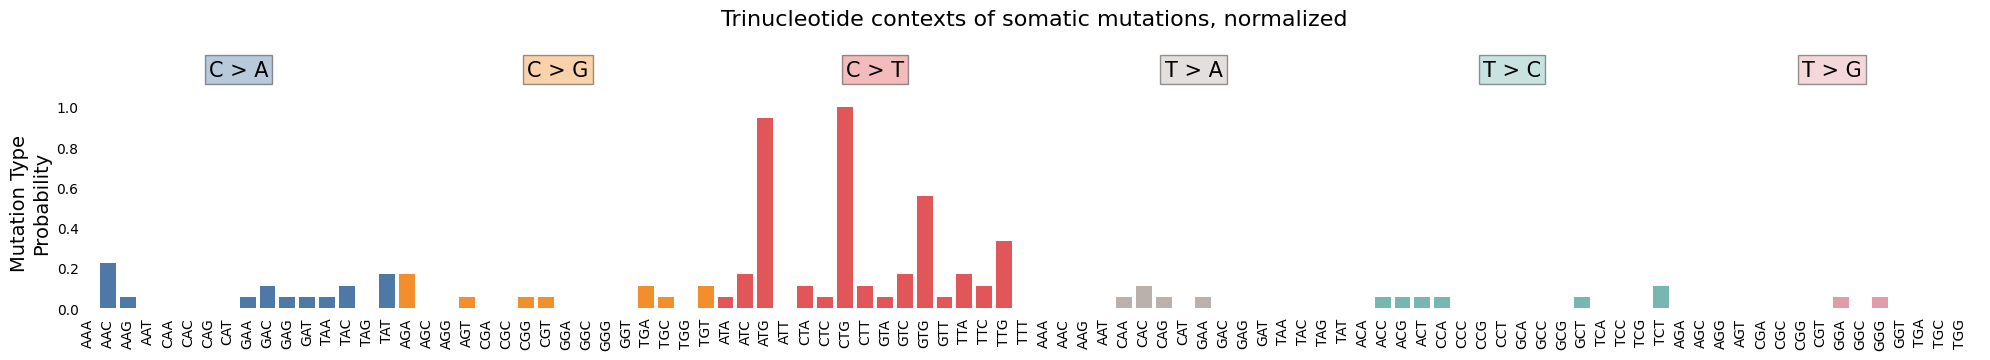 Trinucleotide contexts of somatic mutations, normalized
C > A C > G C > T T > A T > C T > G
Mutation Type
Probability
1.0
0.8
0.6
0.4
0.2
0.0
AAA AAC AAG AAT CAA CAC CAG CAT GAA GAC GAG GAT TAA TAC TAG TAT AGA AGC AGG AGT CGA CGC CGG CGT GGA GGC GGG GGT TGA TGC TGG TGT ATA ATC ATG ATT CTA CTC CTG CTT GTA GTC GTG GTT TTA TTC TTG TTT AAA AAC AAG AAT CAA CAC CAG CAT GAA GAC GAG GAT TAA TAC TAG TAT ACA ACC ACG ACT CCA CCC CCG CCT GCA GCC GCG GCT TCA TCC TCG TCT AGA AGC AGG AGT CGA CGC CGG CGT GGA GGC GGG GGT TGA TGC TGG